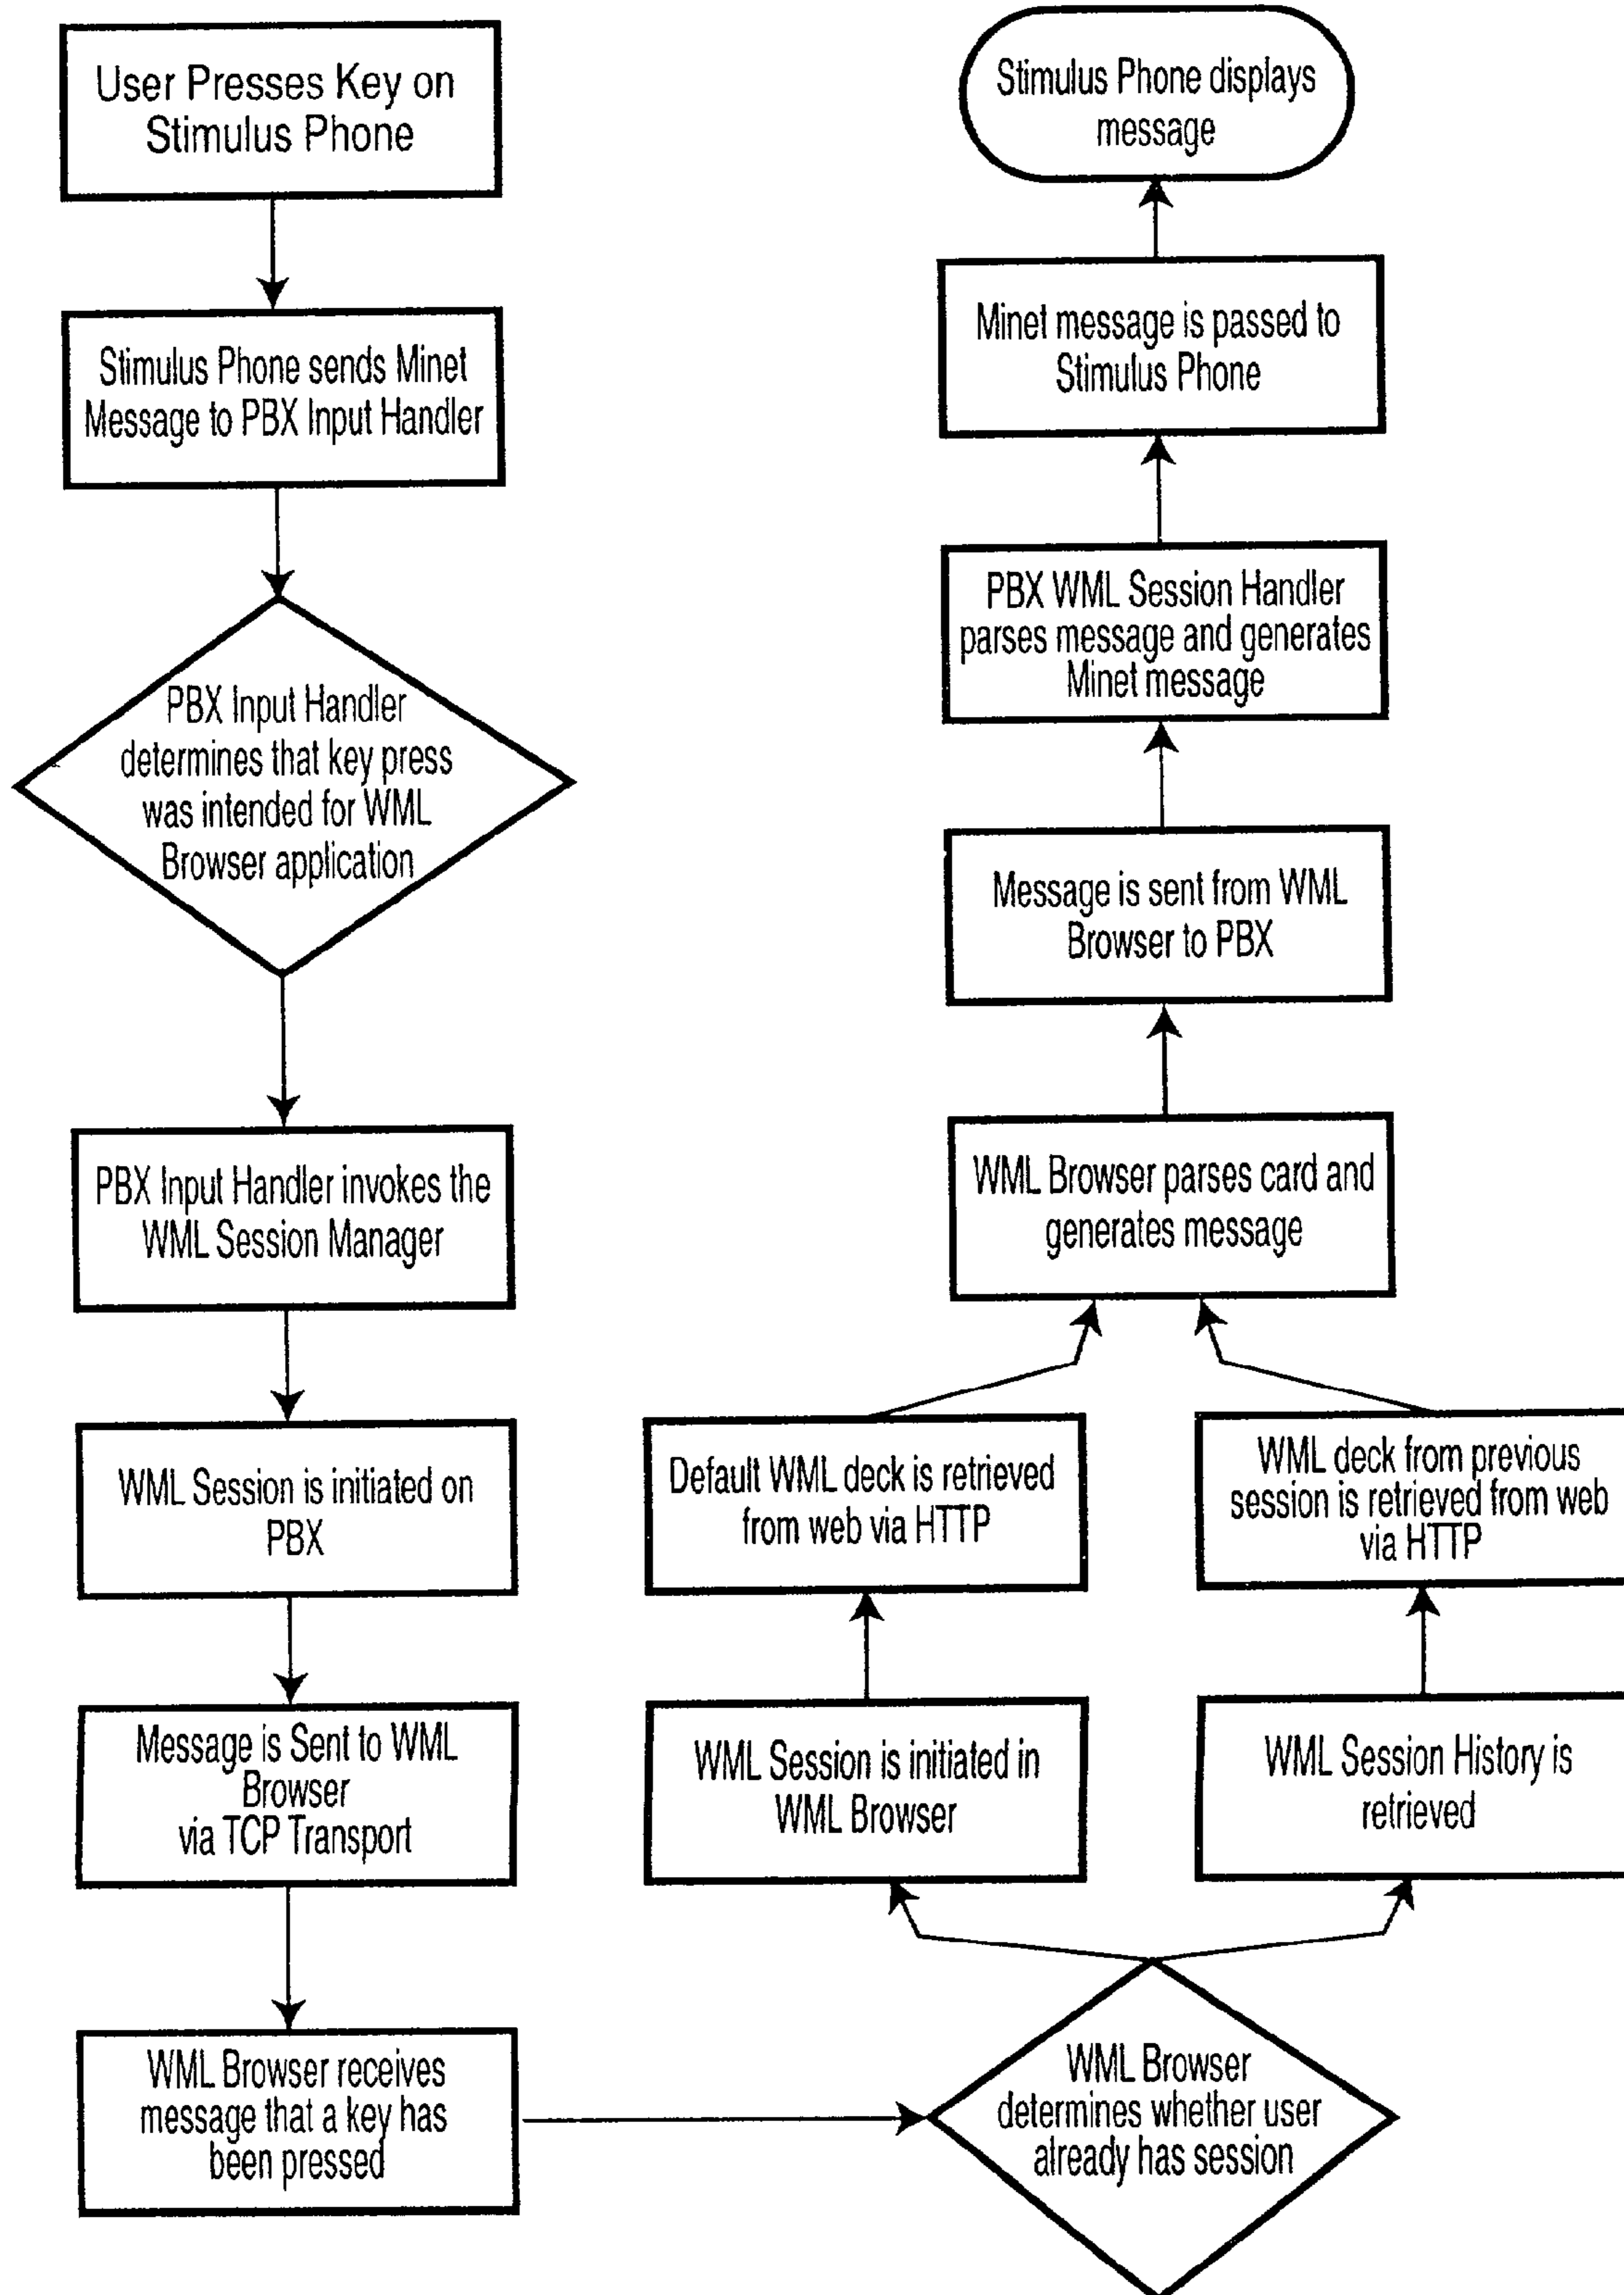 User Presses Key on
Stimulus Phone
Stimulus Phone sends Minet
Message to PBX Input Handler
PBX Input Handler
determines that key press
was intended for WML
Browser application
PBX Input Handler invokes the
WML Session Manager
WML Session is initiated on
PBX
Message is Sent to WML
Browser
via TCP Transport
WML Browser receives
message that a key has
been pressed
WML Browser
determines whether user
already has session
WML Session is initiated in
WML Browser
Default WML deck is retrieved
from web via HTTP
WML Session History is
retrieved
WML deck from previous
session is retrieved from web
via HTTP
WML Browser parses card and
generates message
Message is sent from WML
Browser to PBX
PBX WML Session Handler
parses message and generates
Minet message
Minet message is passed to
Stimulus Phone
Stimulus Phone displays
message